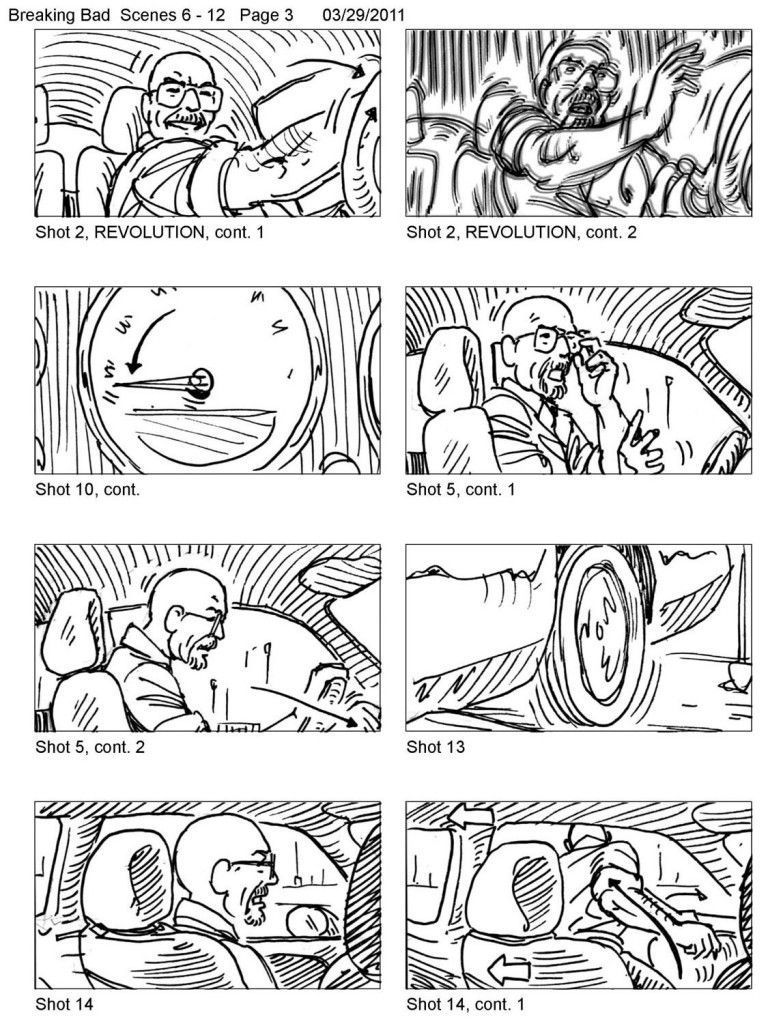 Breaking Bad Scenes 6 - 12 Page 3 03/29/2011
Shot 2, REVOLUTION, cont. 1
Shot 2, REVOLUTION, cont. 2
Shot 10, cont.
Shot 5, cont. 1
Shot 5, cont. 2
Shot 13
Shot 14
Shot 14, cont. 1